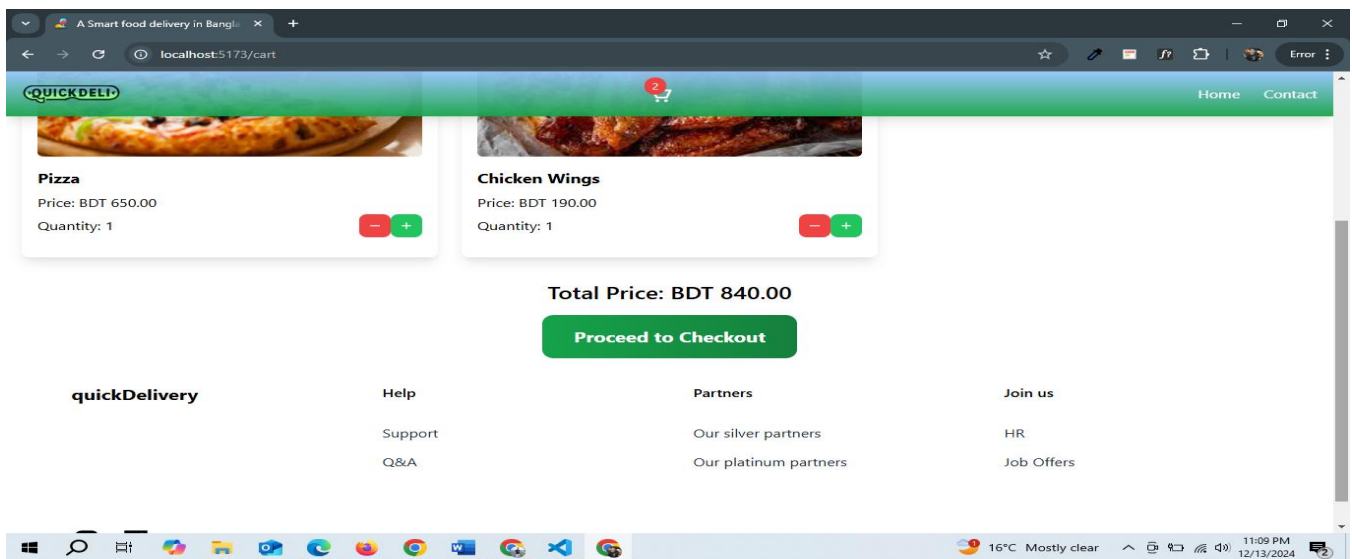 A Smart food delivery in Bangla
localhost:5173/cart
Error
QUICKDELI
2
Home Contact
Pizza
Price: BDT 650.00
Quantity: 1
− +
Chicken Wings
Price: BDT 190.00
Quantity: 1
− +
Total Price: BDT 840.00
Proceed to Checkout
quickDelivery
Help
Support
Q&A
Partners
Our silver partners
Our platinum partners
Join us
HR
Job Offers
16°C Mostly clear
11:09 PM
12/13/2024